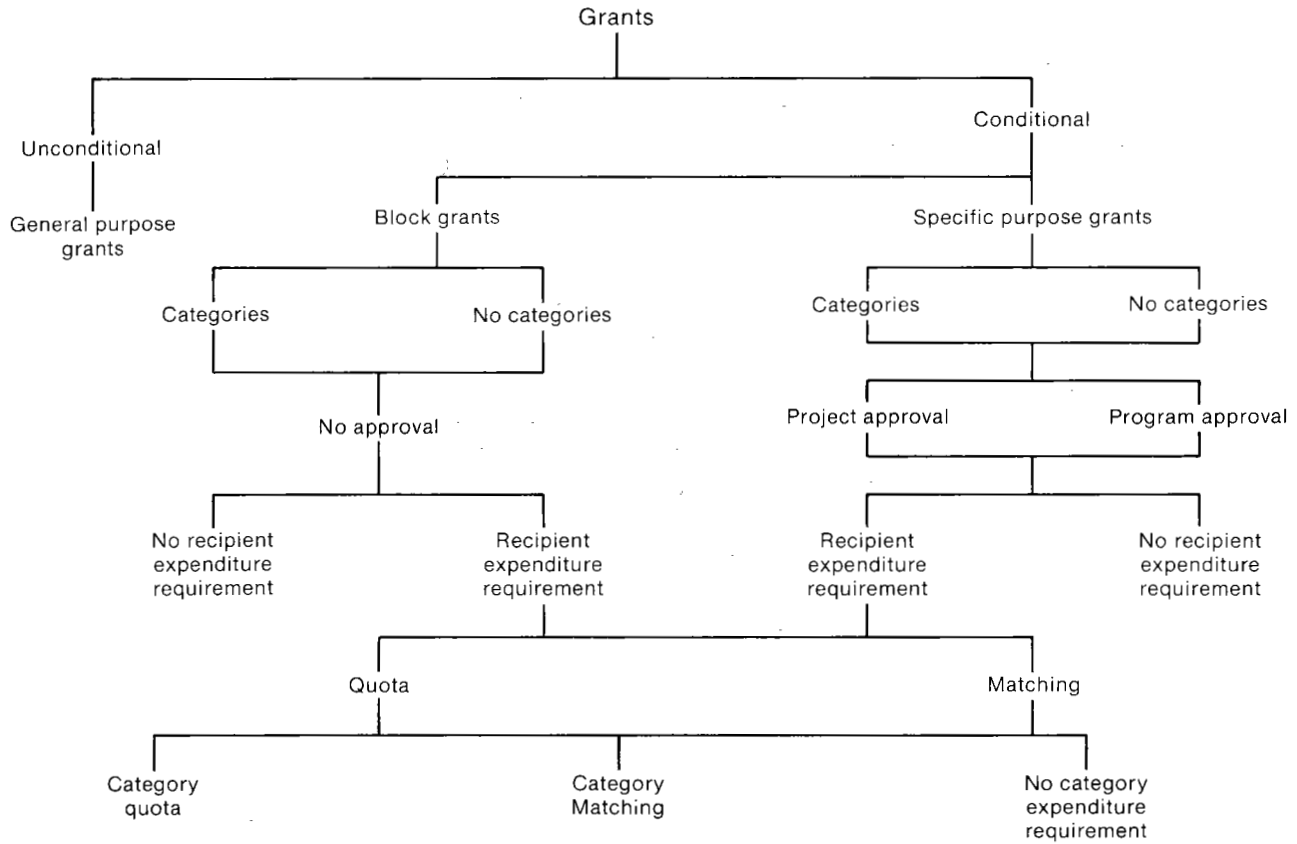 Grants
Conditional
Unconditional
General purpose
grants
Block grants
Specific purpose grants
Categories
No categories
Categories
No categories
No approval
Project approval
Program approval
No recipient
expenditure
requirement
Recipient
expenditure
requirement
Recipient
expenditure
requirement
No recipient
expenditure
requirement
Quota
Matching
Category
quota
Category
Matching
No category
expenditure
requirement